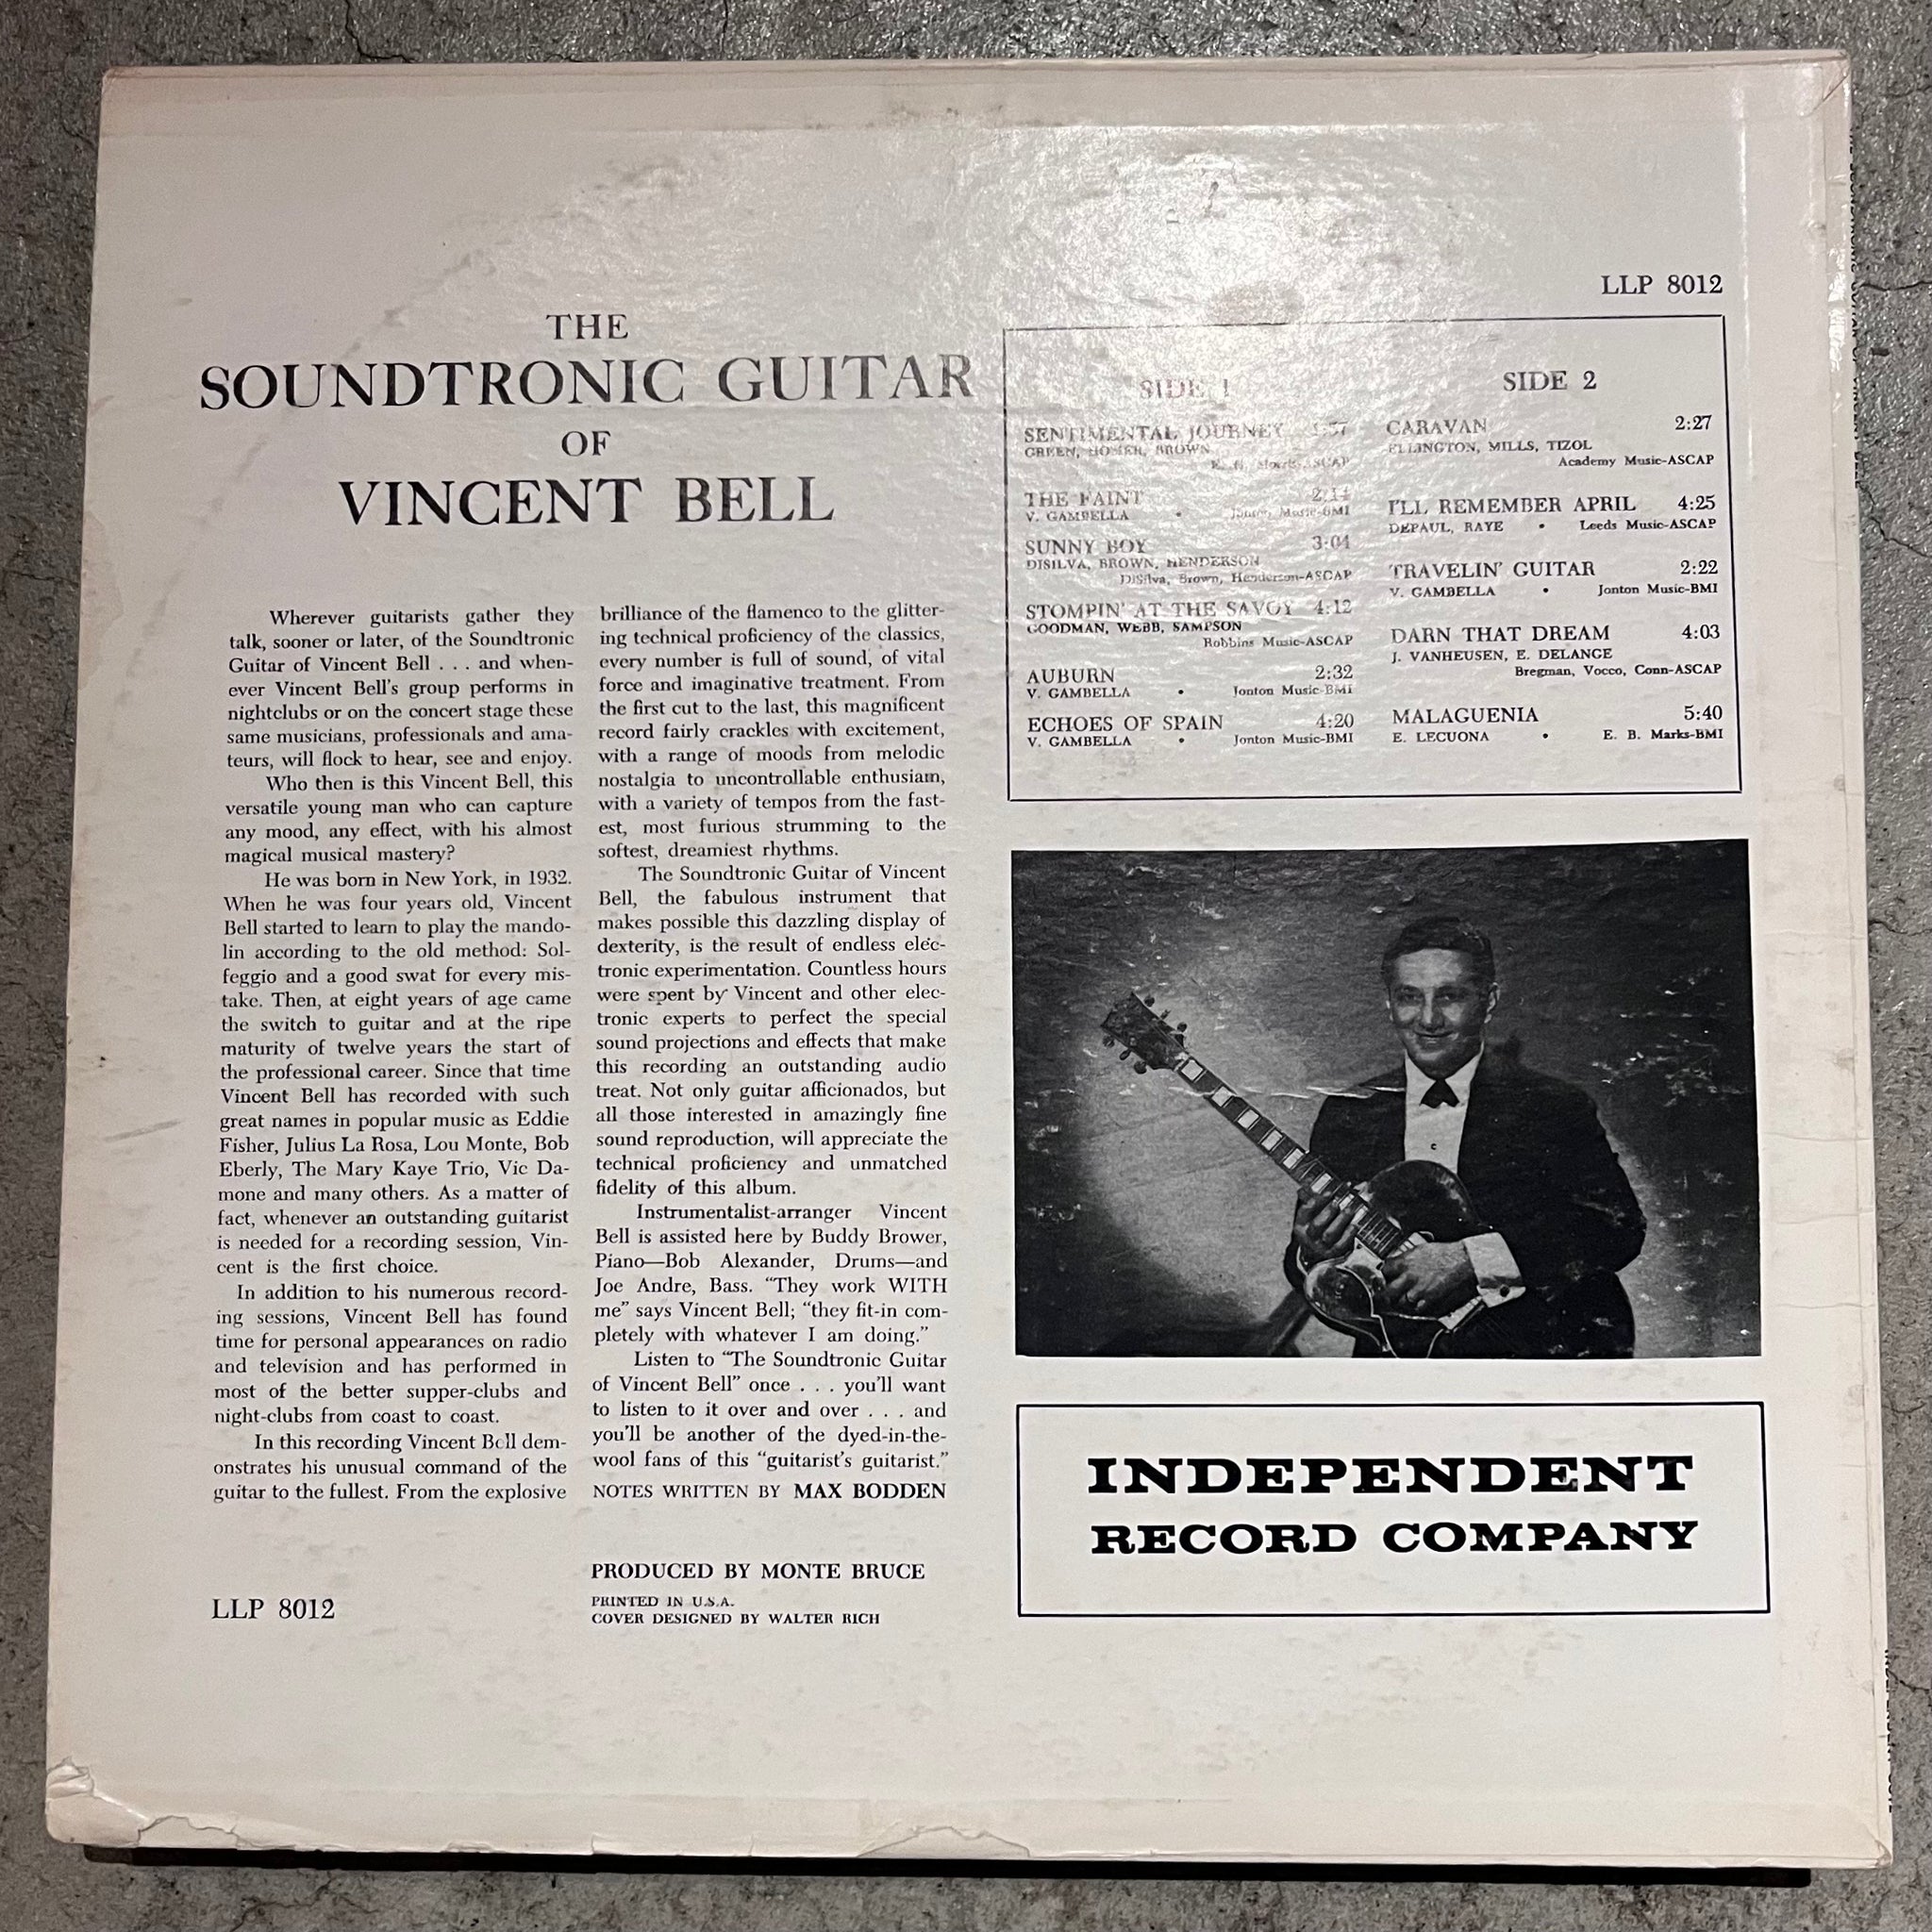 LLP 8012
THE
SOUNDTRONIC GUITAR
OF
VINCENT BELL
Wherever guitarists gather they
talk, sooner or later, of the Soundtronic
Guitar of Vincent Bell . . . and when-
ever Vincent Bell's group performs in
nightclubs or on the concert stage these
same musicians, professionals and ama-
teurs, will flock to hear, see and enjoy.
Who then is this Vincent Bell, this
versatile young man who can capture
any mood, any effect, with his almost
magical musical mastery?
He was born in New York, in 1932.
When he was four years old, Vincent
Bell started to learn to play the mando-
lin according to the old method: Sol-
feggio and a good swat for every mis-
take. Then, at eight years of age came
the switch to guitar and at the ripe
maturity of twelve years the start of
the professional career. Since that time
Vincent Bell has recorded with such
great names in popular music as Eddie
Fisher, Julius La Rosa, Lou Monte, Bob
Eberly, The Mary Kaye Trio, Vic Da-
mone and many others. As a matter of
fact, whenever an outstanding guitarist
is needed for a recording session, Vin-
cent is the first choice.
In addition to his numerous record-
ing sessions, Vincent Bell has found
time for personal appearances on radio
and television and has performed in
most of the better supper-clubs and
night-clubs from coast to coast.
In this recording Vincent Bell dem-
onstrates his unusual command of the
guitar to the fullest. From the explosive
brilliance of the flamenco to the glitter-
ing technical proficiency of the classics,
every number is full of sound, of vital
force and imaginative treatment. From
the first cut to the last, this magnificent
record fairly crackles with excitement,
with a range of moods from melodic
nostalgia to uncontrollable enthusiam,
with a variety of tempos from the fast-
est, most furious strumming to the
softest, dreamiest rhythms.
The Soundtronic Guitar of Vincent
Bell, the fabulous instrument that
makes possible this dazzling display of
dexterity, is the result of endless elec-
tronic experimentation. Countless hours
were spent by Vincent and other elec-
tronic experts to perfect the special
sound projections and effects that make
this recording an outstanding audio
treat. Not only guitar afficionados, but
all those interested in amazingly fine
sound reproduction, will appreciate the
technical proficiency and unmatched
fidelity of this album.
Instrumentalist-arranger Vincent
Bell is assisted here by Buddy Brower,
Piano—Bob Alexander, Drums—and
Joe Andre, Bass. "They work WITH
me" says Vincent Bell; "they fit-in com-
pletely with whatever I am doing."
Listen to "The Soundtronic Guitar
of Vincent Bell" once . . . you'll want
to listen to it over and over . . . and
you'll be another of the dyed-in-the-
wool fans of this "guitarist's guitarist."
NOTES WRITTEN BY MAX BODDEN
PRODUCED BY MONTE BRUCE
PRINTED IN U.S.A.
COVER DESIGNED BY WALTER RICH
LLP 8012
SIDE 1
SENTIMENTAL JOURNEY
GREEN, HOMER, BROWN
THE FAINT 2:14
V. GAMBELLA • Jonton Music-BMI
SUNNY BOY 3:04
DISILVA, BROWN, HENDERSON
DiSilva, Brown, Henderson-ASCAP
STOMPIN' AT THE SAVOY 4:12
GOODMAN, WEBB, SAMPSON
Robbins Music-ASCAP
AUBURN 2:32
V. GAMBELLA • Jonton Music-BMI
ECHOES OF SPAIN 4:20
V. GAMBELLA • Jonton Music-BMI
SIDE 2
CARAVAN 2:27
ELLINGTON, MILLS, TIZOL
Academy Music-ASCAP
I'LL REMEMBER APRIL 4:25
DEPAUL, RAYE • Leeds Music-ASCAP
TRAVELIN' GUITAR 2:22
V. GAMBELLA • Jonton Music-BMI
DARN THAT DREAM 4:03
J. VANHEUSEN, E. DELANGE
Bregman, Vocco, Conn-ASCAP
MALAGUENIA 5:40
E. LECUONA • E. B. Marks-BMI
INDEPENDENT
RECORD COMPANY